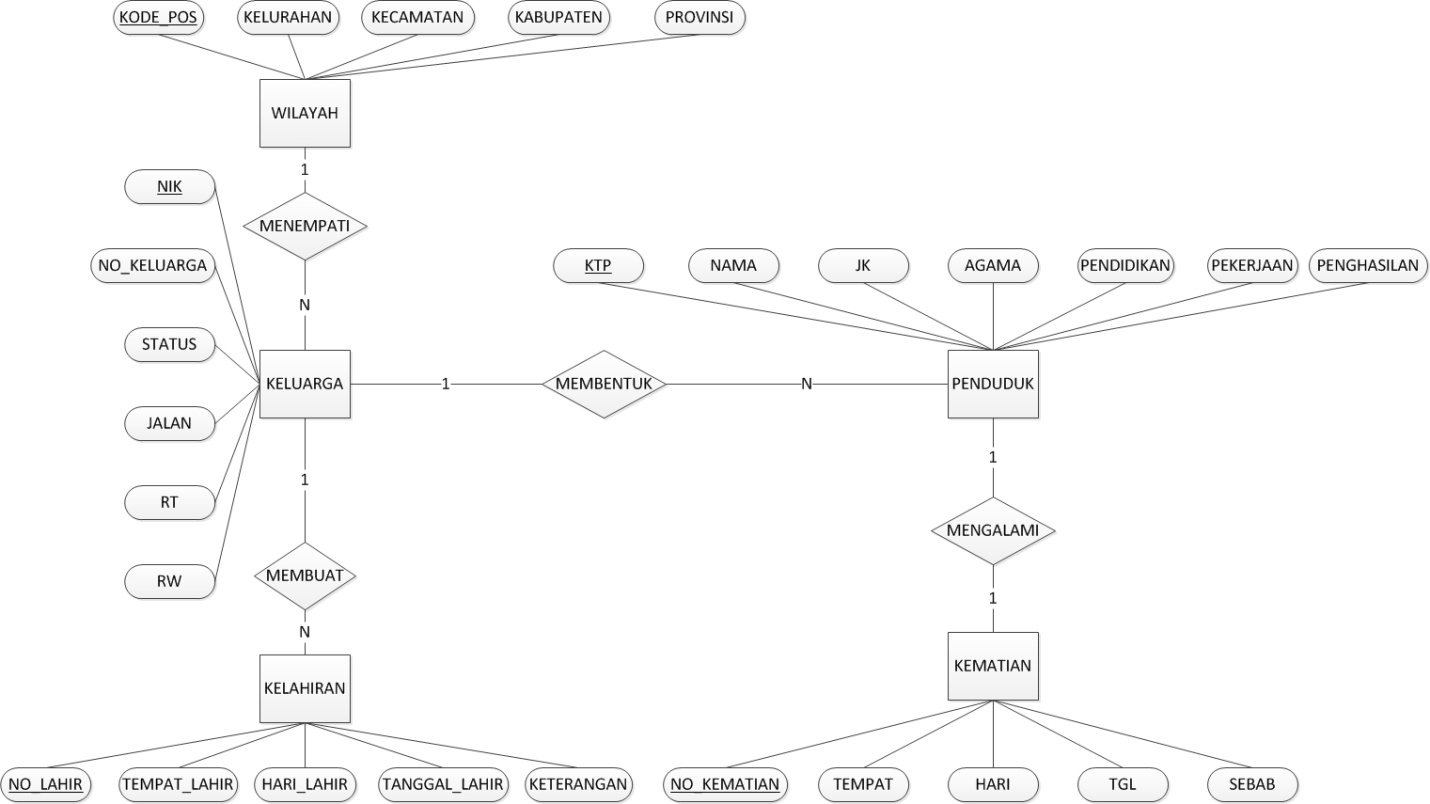 KODE_POS
KELURAHAN
KECAMATAN
KABUPATEN
PROVINSI
WILAYAH
1
NIK
MENEMPATI
NO_KELUARGA
KTP
NAMA
JK
AGAMA
PENDIDIKAN
PEKERJAAN
PENGHASILAN
N
STATUS
KELUARGA
1
MEMBENTUK
N
PENDUDUK
JALAN
1
1
RT
MENGALAMI
RW
MEMBUAT
1
N
KELAHIRAN
KEMATIAN
NO_LAHIR
TEMPAT_LAHIR
HARI_LAHIR
TANGGAL_LAHIR
KETERANGAN
NO_KEMATIAN
TEMPAT
HARI
TGL
SEBAB